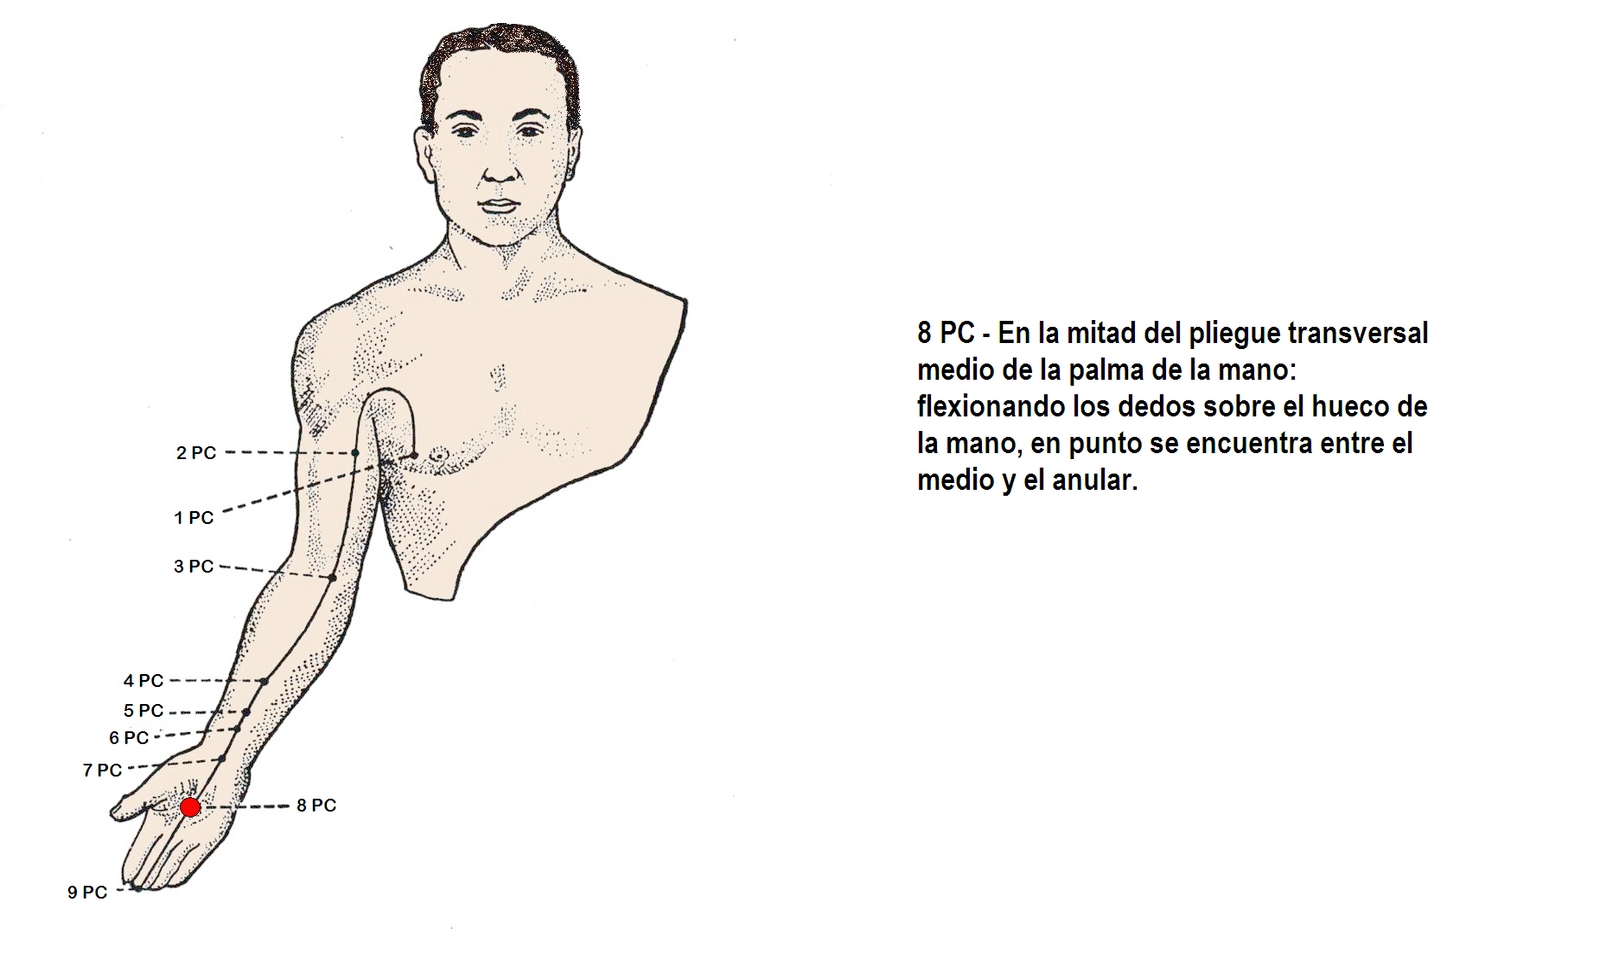 2 PC
1 PC
3 PC
4 PC
5 PC
6 PC
7 PC
8 PC
9 PC
8 PC - En la mitad del pliegue transversal
medio de la palma de la mano:
flexionando los dedos sobre el hueco de
la mano, en punto se encuentra entre el
medio y el anular.